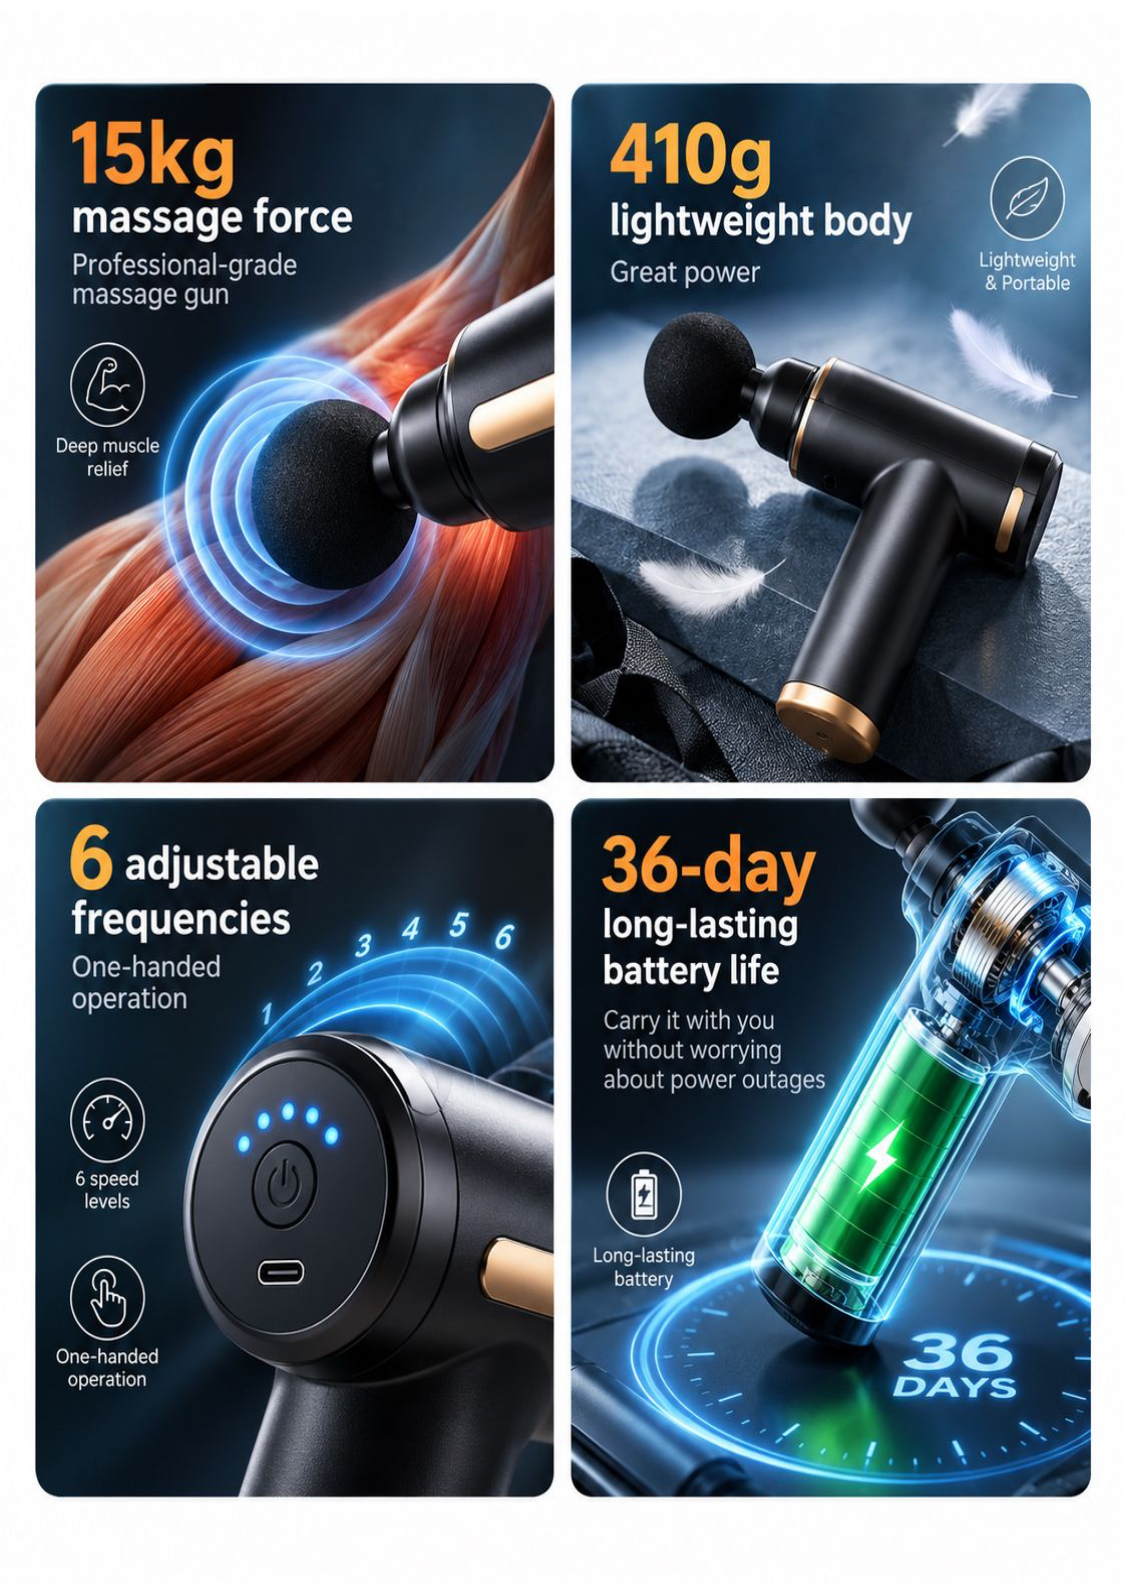 15kg
massage force
Professional-grade
massage gun
Deep muscle
relief
410g
lightweight body
Great power
Lightweight
& Portable
6 adjustable
frequencies
One-handed
operation
1 2 3 4 5 6
6 speed
levels
One-handed
operation
36-day
long-lasting
battery life
Carry it with you
without worrying
about power outages
Long-lasting
battery
36
DAYS